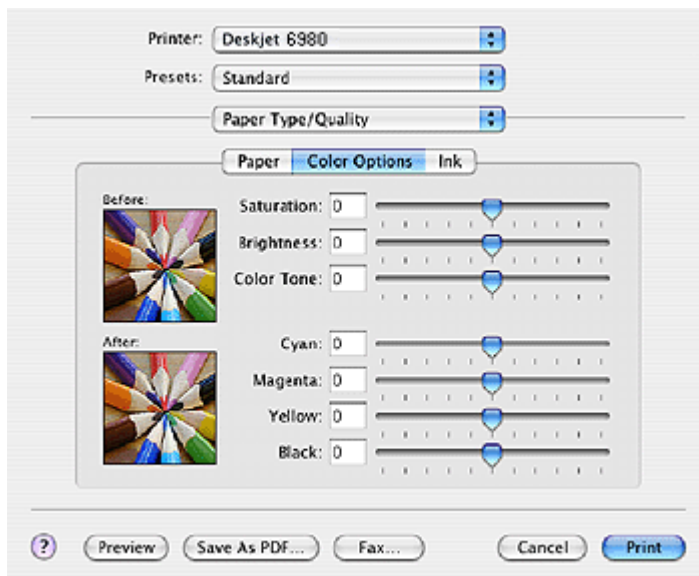 Printer: Deskjet 6980
Presets: Standard
Paper Type/Quality
Paper Color Options Ink
Before:
Saturation: 0
Brightness: 0
Color Tone: 0
After:
Cyan: 0
Magenta: 0
Yellow: 0
Black: 0
? Preview Save As PDF... Fax... Cancel Print